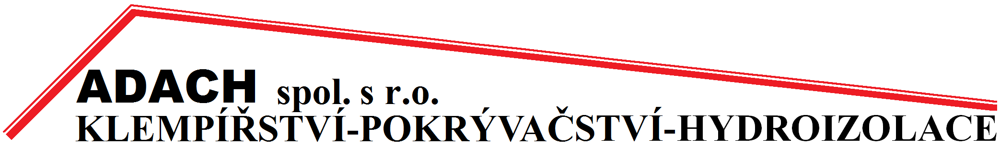 ADACH spol. s r.o.
KLEMPÍŘSTVÍ-POKRÝVAČSTVÍ-HYDROIZOLACE